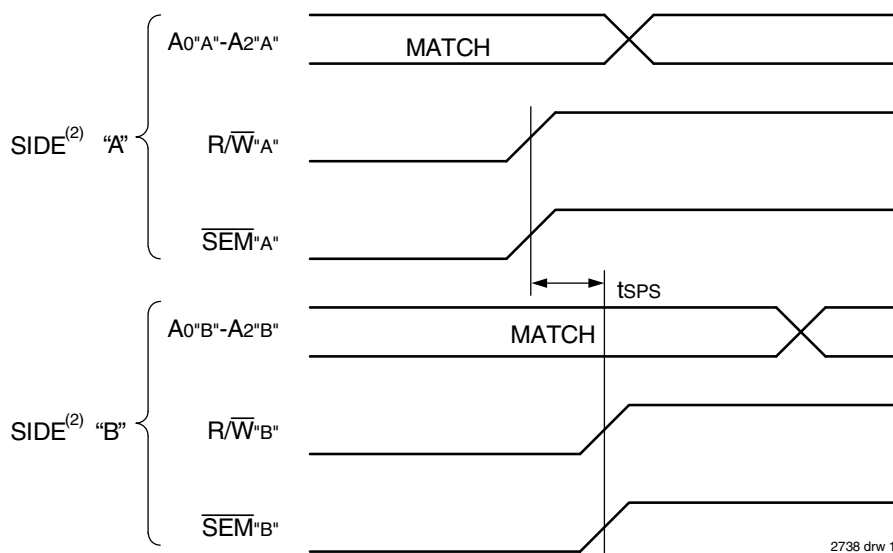 A0"A"-A2"A"
MATCH
SIDE(2) “A”
R/W"A"
SEM"A"
tSPS
A0"B"-A2"B"
MATCH
SIDE(2) “B”
R/W"B"
SEM"B"
2738 drw 1